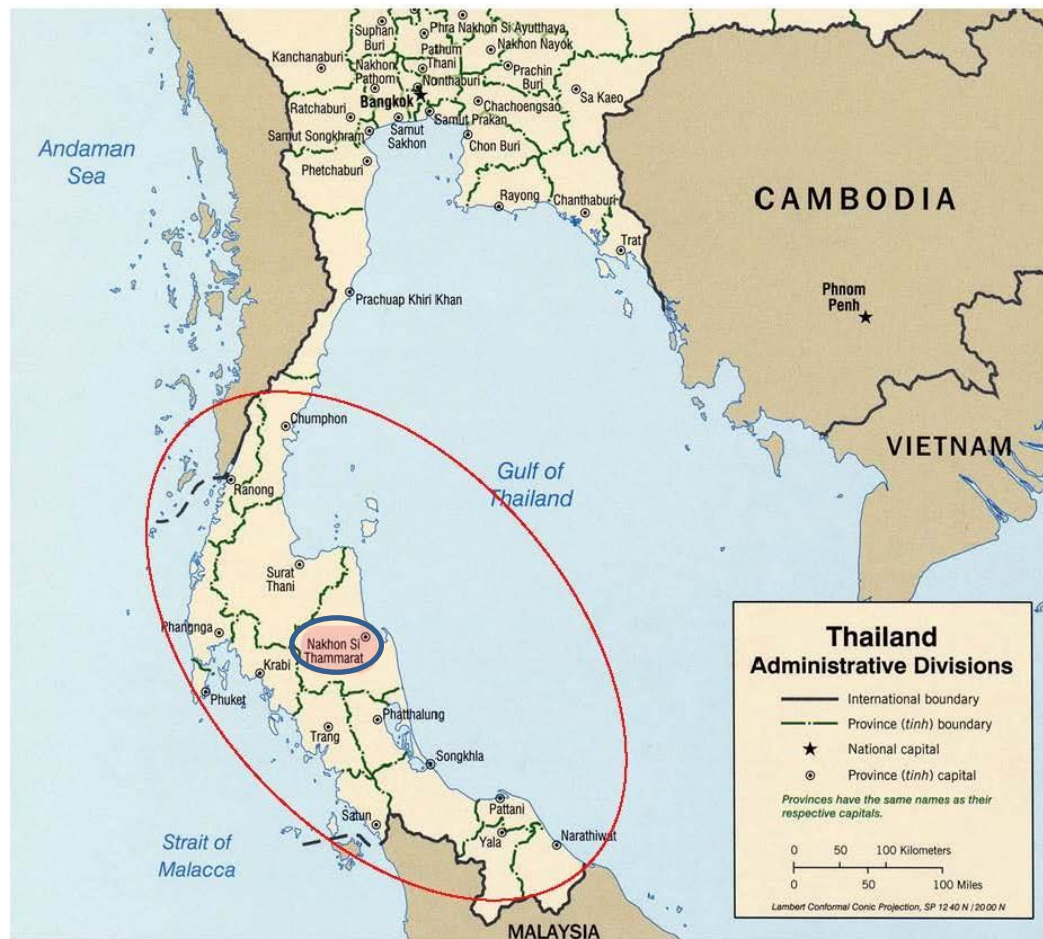 Suphan
Buri
Phra Nakhon Si Ayutthaya
Nakhon Nayok
Pathum
Thani
Kanchanaburi
Nakhon
Pathom
Nonthaburi
Prachin
Buri
Sa Kaeo
Bangkok
Ratchaburi
Chachoengsao
Samut Prakan
Samut Songkhram
Samut
Sakhon
Chon Buri
Phetchaburi
Andaman
Sea
Rayong
Chanthaburi
Trat
CAMBODIA
Phnom
Penh
Prachuap Khiri Khan
Chumphon
VIETNAM
Gulf of
Thailand
Ranong
Surat
Thani
Phangnga
Nakhon Si
Thammarat
Krabi
Phuket
Phatthalung
Trang
Songkhla
Pattani
Satun
Yala
Narathiwat
Strait of
Malacca
MALAYSIA
Thailand
Administrative Divisions
International boundary
Province (tinh) boundary
National capital
Province (tinh) capital
Provinces have the same names as their
respective capitals.
0 50 100 Kilometers
0 50 100 Miles
Lambert Conformal Conic Projection, SP 12 40 N / 20 00 N